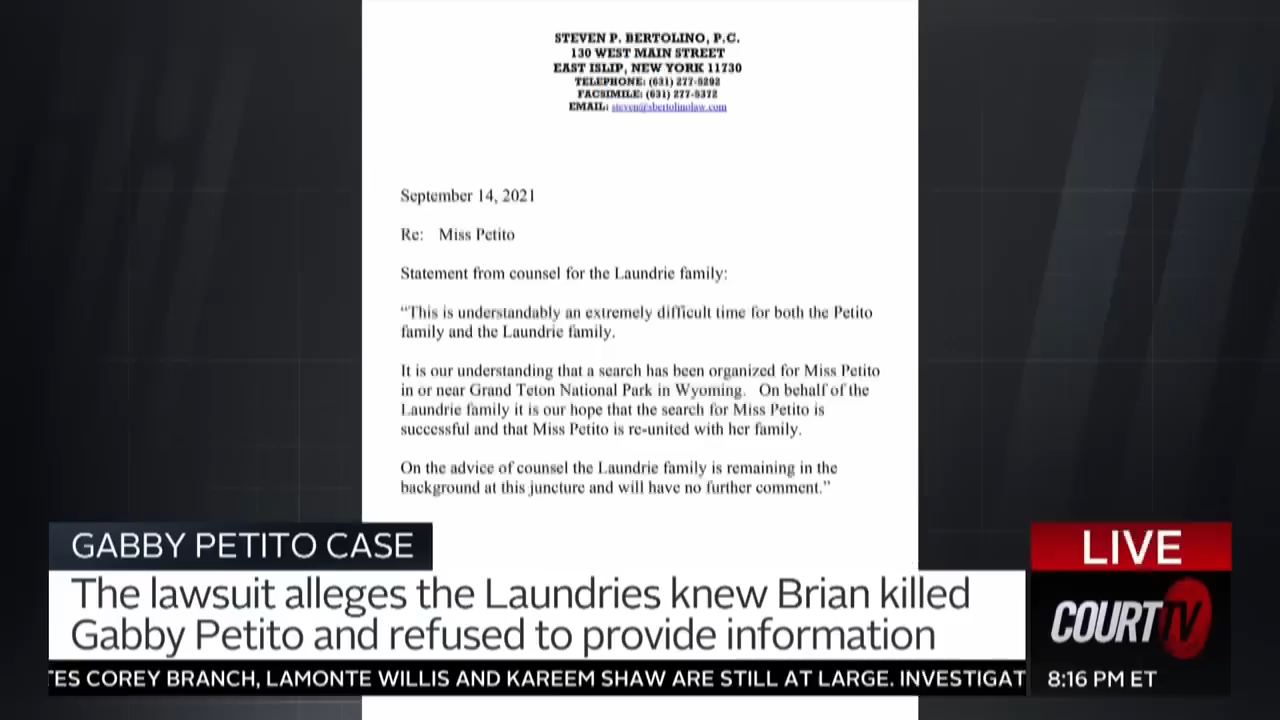 STEVEN P. BERTOLINO, P.C.
130 WEST MAIN STREET
EAST ISLIP, NEW YORK 11730
TELEPHONE: (631) 277-5292
FACSIMILE: (631) 277-5372
EMAIL: steven@sbertolinolaw.com
September 14, 2021
Re: Miss Petito
Statement from counsel for the Laundrie family:
“This is understandably an extremely difficult time for both the Petito
family and the Laundrie family.
It is our understanding that a search has been organized for Miss Petito
in or near Grand Teton National Park in Wyoming. On behalf of the
Laundrie family it is our hope that the search for Miss Petito is
successful and that Miss Petito is re-united with her family.
On the advice of counsel the Laundrie family is remaining in the
background at this juncture and will have no further comment.”
GABBY PETITO CASE
The lawsuit alleges the Laundries knew Brian killed
Gabby Petito and refused to provide information
TES COREY BRANCH, LAMONTE WILLIS AND KAREEM SHAW ARE STILL AT LARGE. INVESTIGAT
LIVE
COURT TV
8:16 PM ET